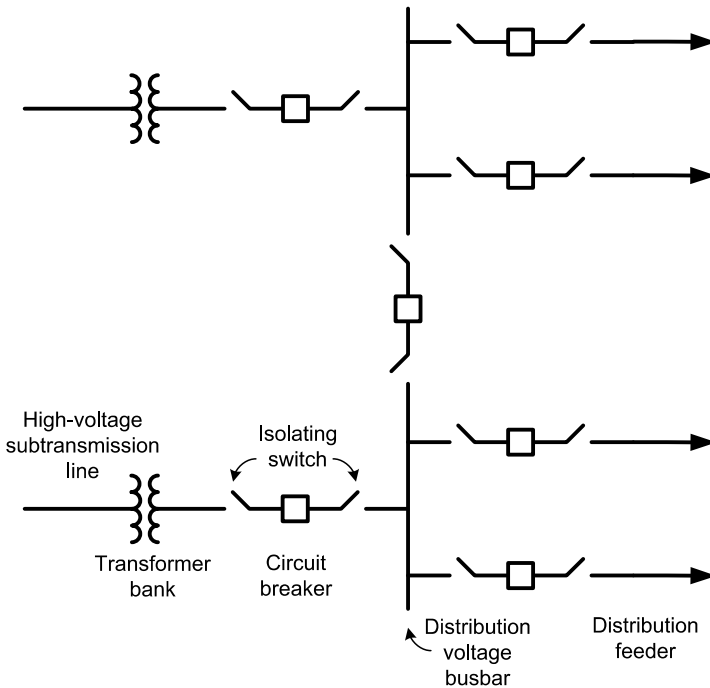 High-voltage
subtransmission
line
Isolating
switch
Transformer
bank
Circuit
breaker
Distribution
voltage
busbar
Distribution
feeder